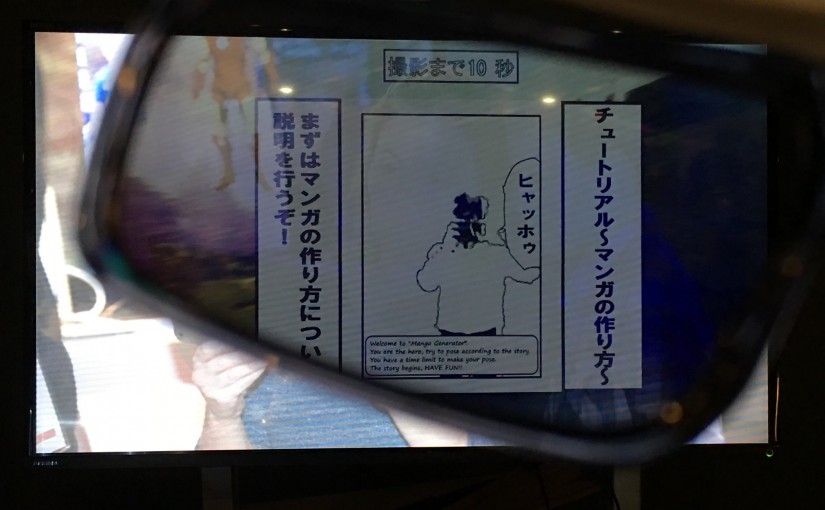 撮影まで10 秒
チュートリアル~マンガの作り方~
ヒャッホゥ
まずはマンガの作り方につい
説明を行うぞ!
Welcome to "Manga Generator".
You are the hero, try to pose according to the story.
You have a time limit to make your pose.
The story begins, HAVE FUN!!